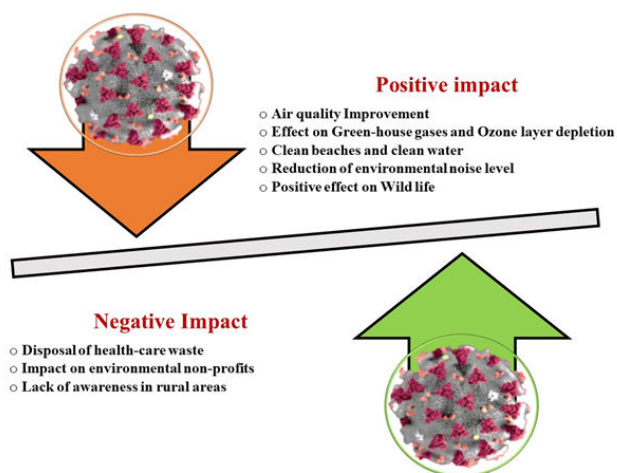 Positive impact
○ Air quality Improvement
○ Effect on Green-house gases and Ozone layer depletion
○ Clean beaches and clean water
○ Reduction of environmental noise level
○ Positive effect on Wild life
Negative Impact
○ Disposal of health-care waste
○ Impact on environmental non-profits
○ Lack of awareness in rural areas